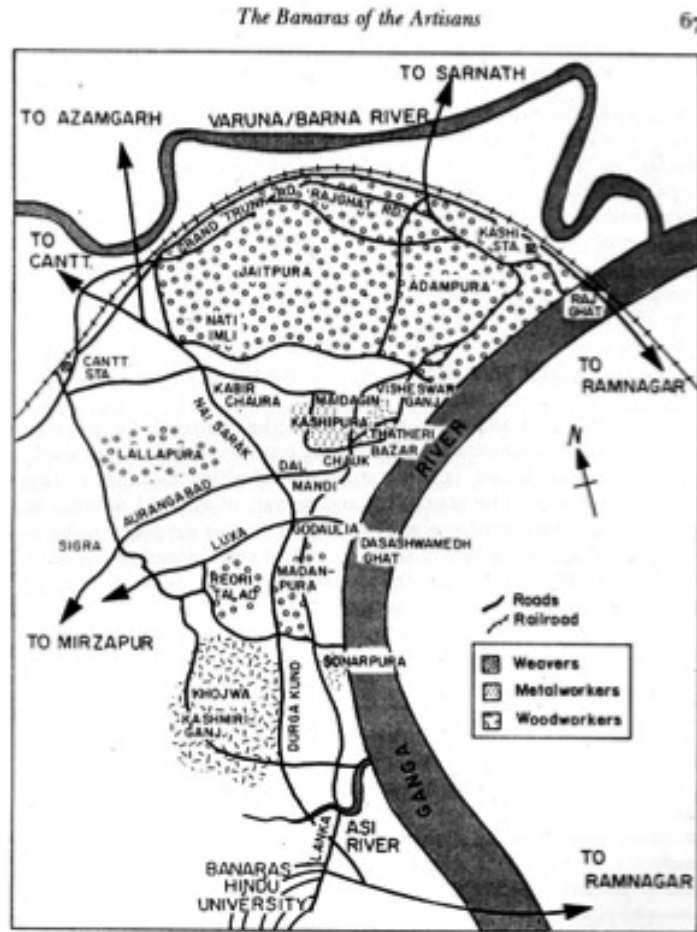 The Banaras of the Artisans 67
TO SARNATH
TO AZAMGARH
VARUNA/BARNA RIVER
TO
CANTT.
GRAND TRUNK RD.
RAJGHAT RD.
KASHI
STA.
JAITPURA
ADAMPURA
RAJ
GHAT
NATI
IMLI
CANTT.
STA.
TO
RAMNAGAR
KABIR
CHAURA
MAIDAGIN
VISHESWAR
GANJ
KASHIPURA
NAI SARAK
THATHERI
BAZAR
LALLAPURA
CHAUK
DAL
MANDI
RIVER
N
AURANGABAD
GODAULIA
LUXA
DASASHWAMEDH
GHAT
SIGRA
REORI
TALAO
MADAN-
PURA
Roads
Railroad
TO MIRZAPUR
SONARPURA
Weavers
Metalworkers
Woodworkers
KHOJWA
KASHMIRI
GANJ
DURGA KUND
GANGA
LANKA
ASI
RIVER
BANARAS
HINDU
UNIVERSITY
TO
RAMNAGAR